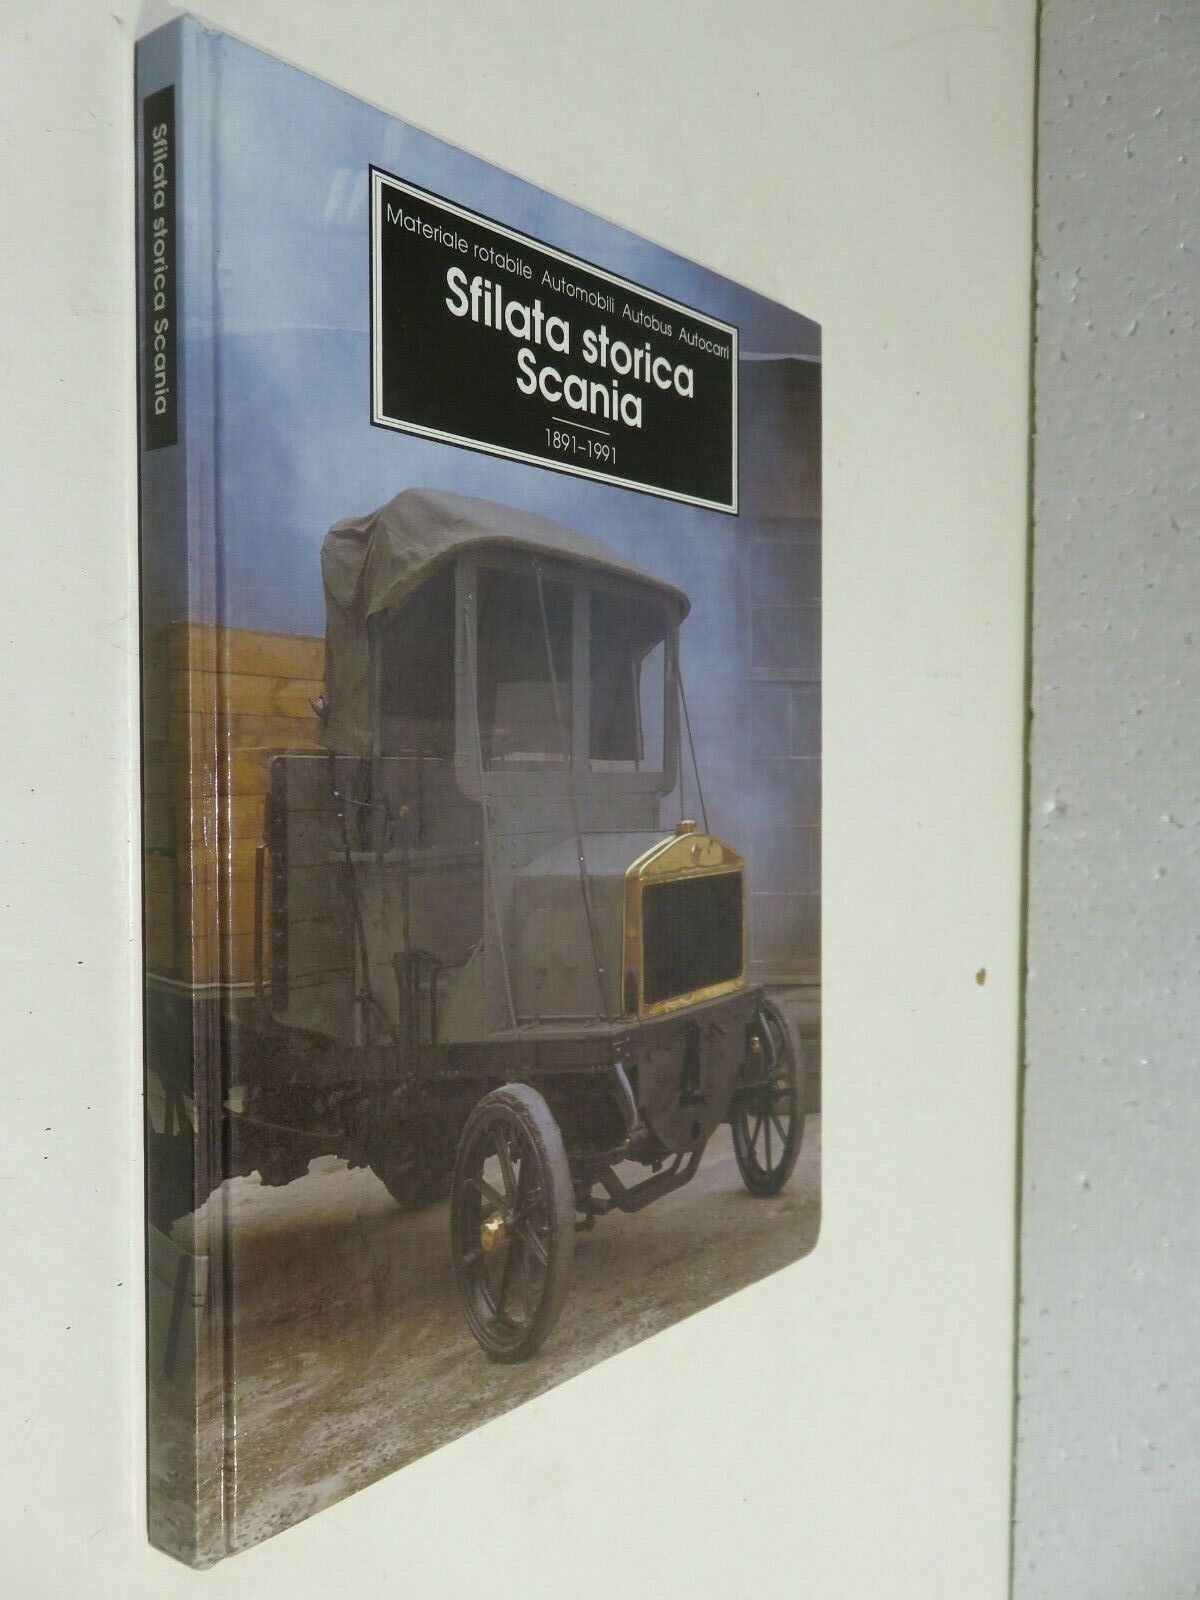 Sfilata storica Scania
Materiale rotabile Automobili Autobus Autocarri
Sfilata storica
Scania
1891-1991